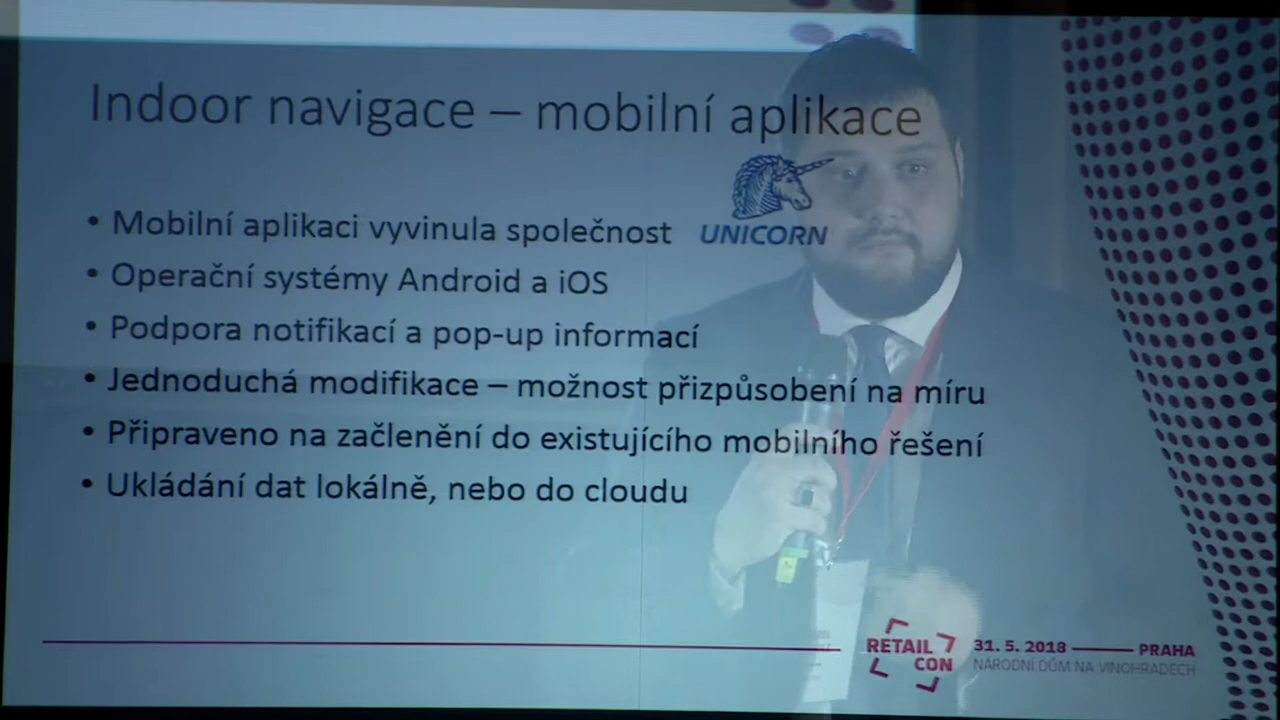 Indoor navigace – mobilní aplikace
• Mobilní aplikaci vyvinula společnost UNICORN
• Operační systémy Android a iOS
• Podpora notifikací a pop-up informací
• Jednoduchá modifikace – možnost přizpůsobení na míru
• Připraveno na začlenění do existujícího mobilního řešení
• Ukládání dat lokálně, nebo do cloudu
RETAIL
CON
31. 5. 2018 PRAHA
NÁRODNÍ DŮM NA VINOHRADECH